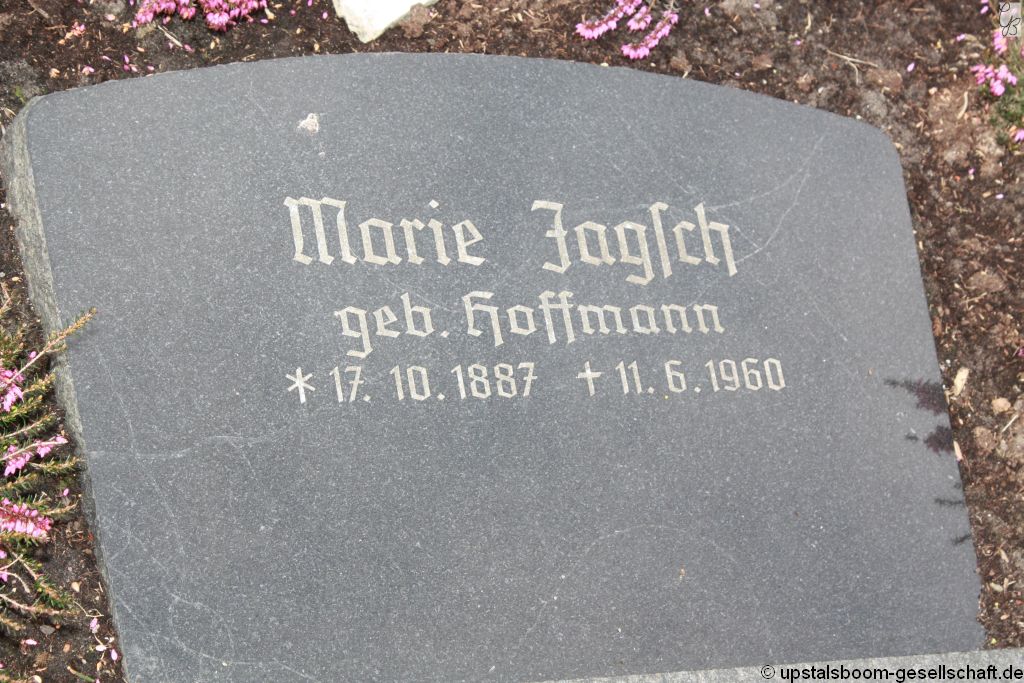 Marie Jagſch
geb. Hoffmann
* 17. 10. 1887 † 11. 6. 1960
© upstalsboom-gesellschaft.de